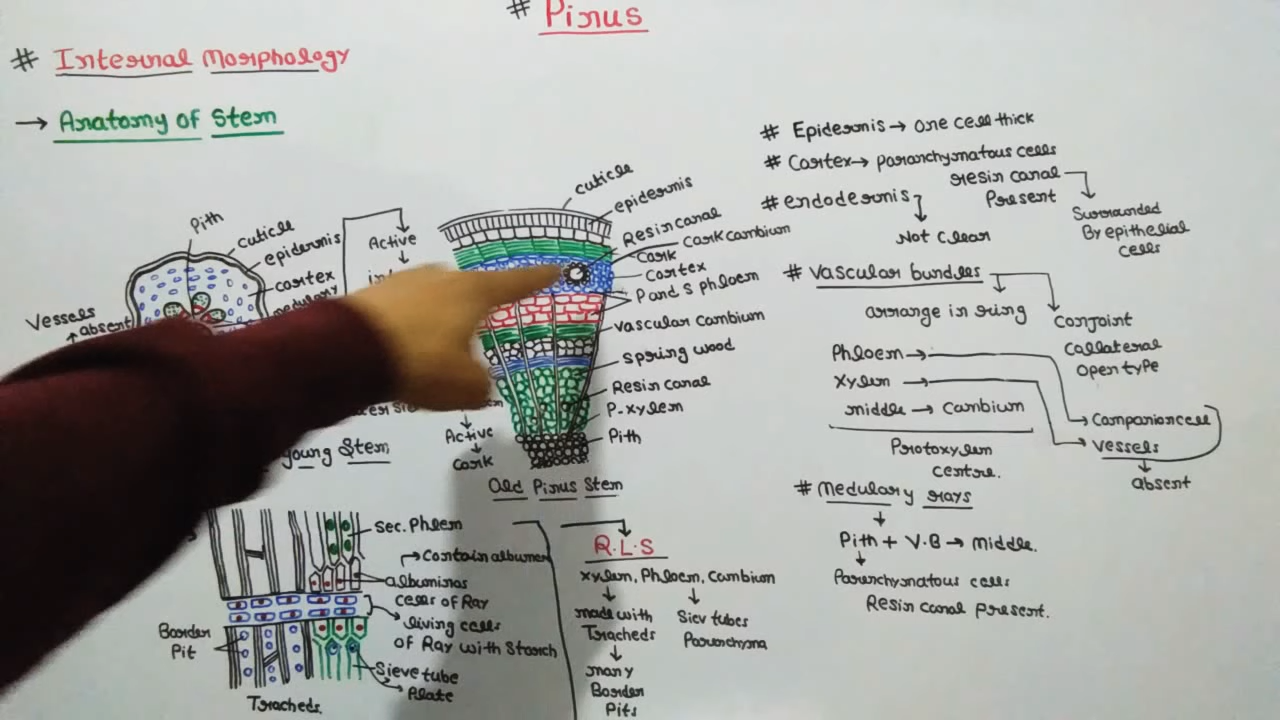 # Pinus
# Internal Morphology
→ Anatomy of Stem
Pith
cuticle
epidermis
cortex
Vessels
absent
young Stem
Active
Active
Cork
cuticle
epidermis
Resin canal
Cork cambium
Cork
Cortex
P and S phloem
vascular cambium
Spring wood
Resin canal
P-xylem
Pith
Old Pinus Stem
# Epidermis → one cell thick
# Cortex → paranchymatous cells
resin canal
Present
Surrounded
By epithelial
cells
# endodermis
Not clear
# Vascular bundles
arrange in ring
Conjoint
Collateral
Open type
Phloem →
Xylem →
middle → Cambium
Companion cell
Vessels
absent
Protoxylem
centre.
# Medulary rays
Pith + V.B → middle.
Parenchymatous cells
Resin canal present.
Sec. Phloem
Contain albumen
albuminas
cells of Ray
living cells
of Ray with Starch
Border
Pit
Sieve tube
Plate
Tracheds.
R.L.S
xylem, Phloem, Cambium
made with
Tracheds
many
Border
Pits
Siev tubes
Parenchyma